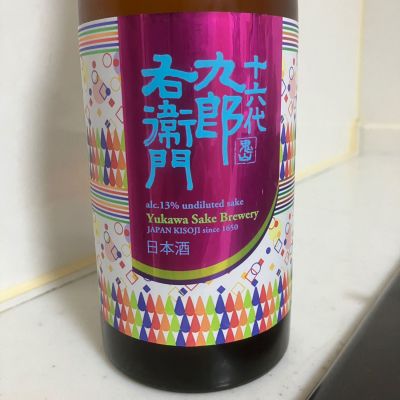 十六代
九郎
右衛門
alc.13% undiluted sake
Yukawa Sake Brewery
JAPAN KISOJI since 1650
日本酒